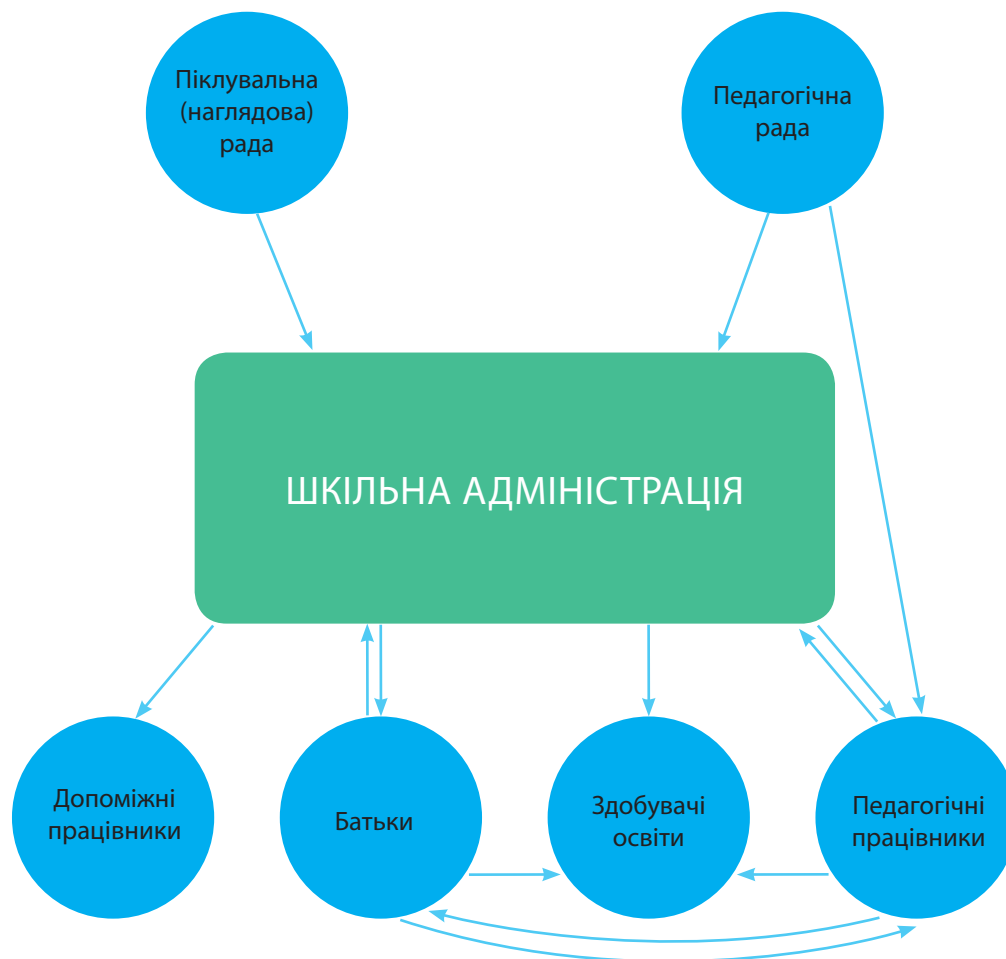 Піклувальна
(наглядова)
рада
Педагогічна
рада
ШКІЛЬНА АДМІНІСТРАЦІЯ
Допоміжні
працівники
Батьки
Здобувачі
освіти
Педагогічні
працівники